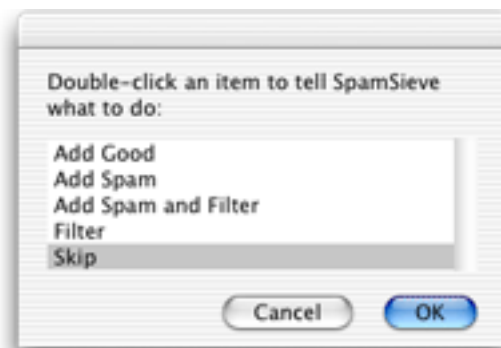 Double-click an item to tell SpamSieve
what to do:
Add Good
Add Spam
Add Spam and Filter
Filter
Skip
Cancel
OK